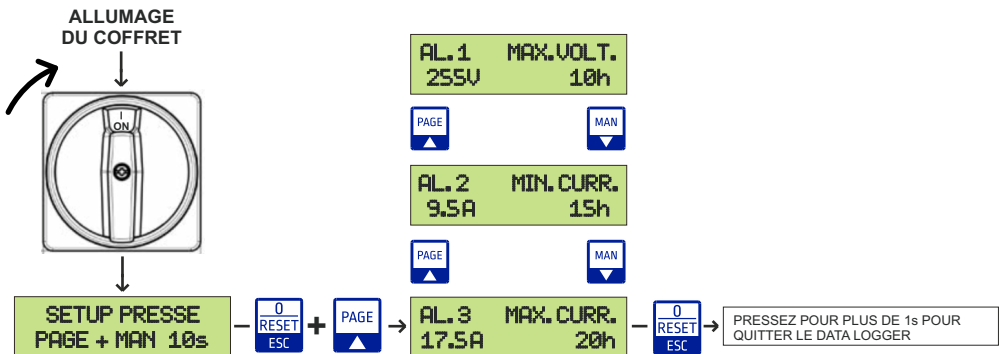 ALLUMAGE
DU COFFRET
I
ON
SETUP PRESSE
PAGE + MAN 10s
0
RESET
ESC
+
PAGE
AL.1 MAX.VOLT.
255V 10h
PAGE
MAN
AL.2 MIN.CURR.
9.5A 15h
PAGE
MAN
AL.3 MAX.CURR.
17.5A 20h
0
RESET
ESC
PRESSEZ POUR PLUS DE 1s POUR
QUITTER LE DATA LOGGER